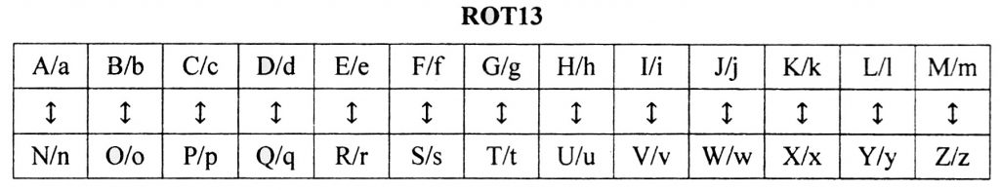 ROT13
A/a B/b C/c D/d E/e F/f G/g H/h I/i J/j K/k L/l M/m
↕ ↕ ↕ ↕ ↕ ↕ ↕ ↕ ↕ ↕ ↕ ↕ ↕
N/n O/o P/p Q/q R/r S/s T/t U/u V/v W/w X/x Y/y Z/z